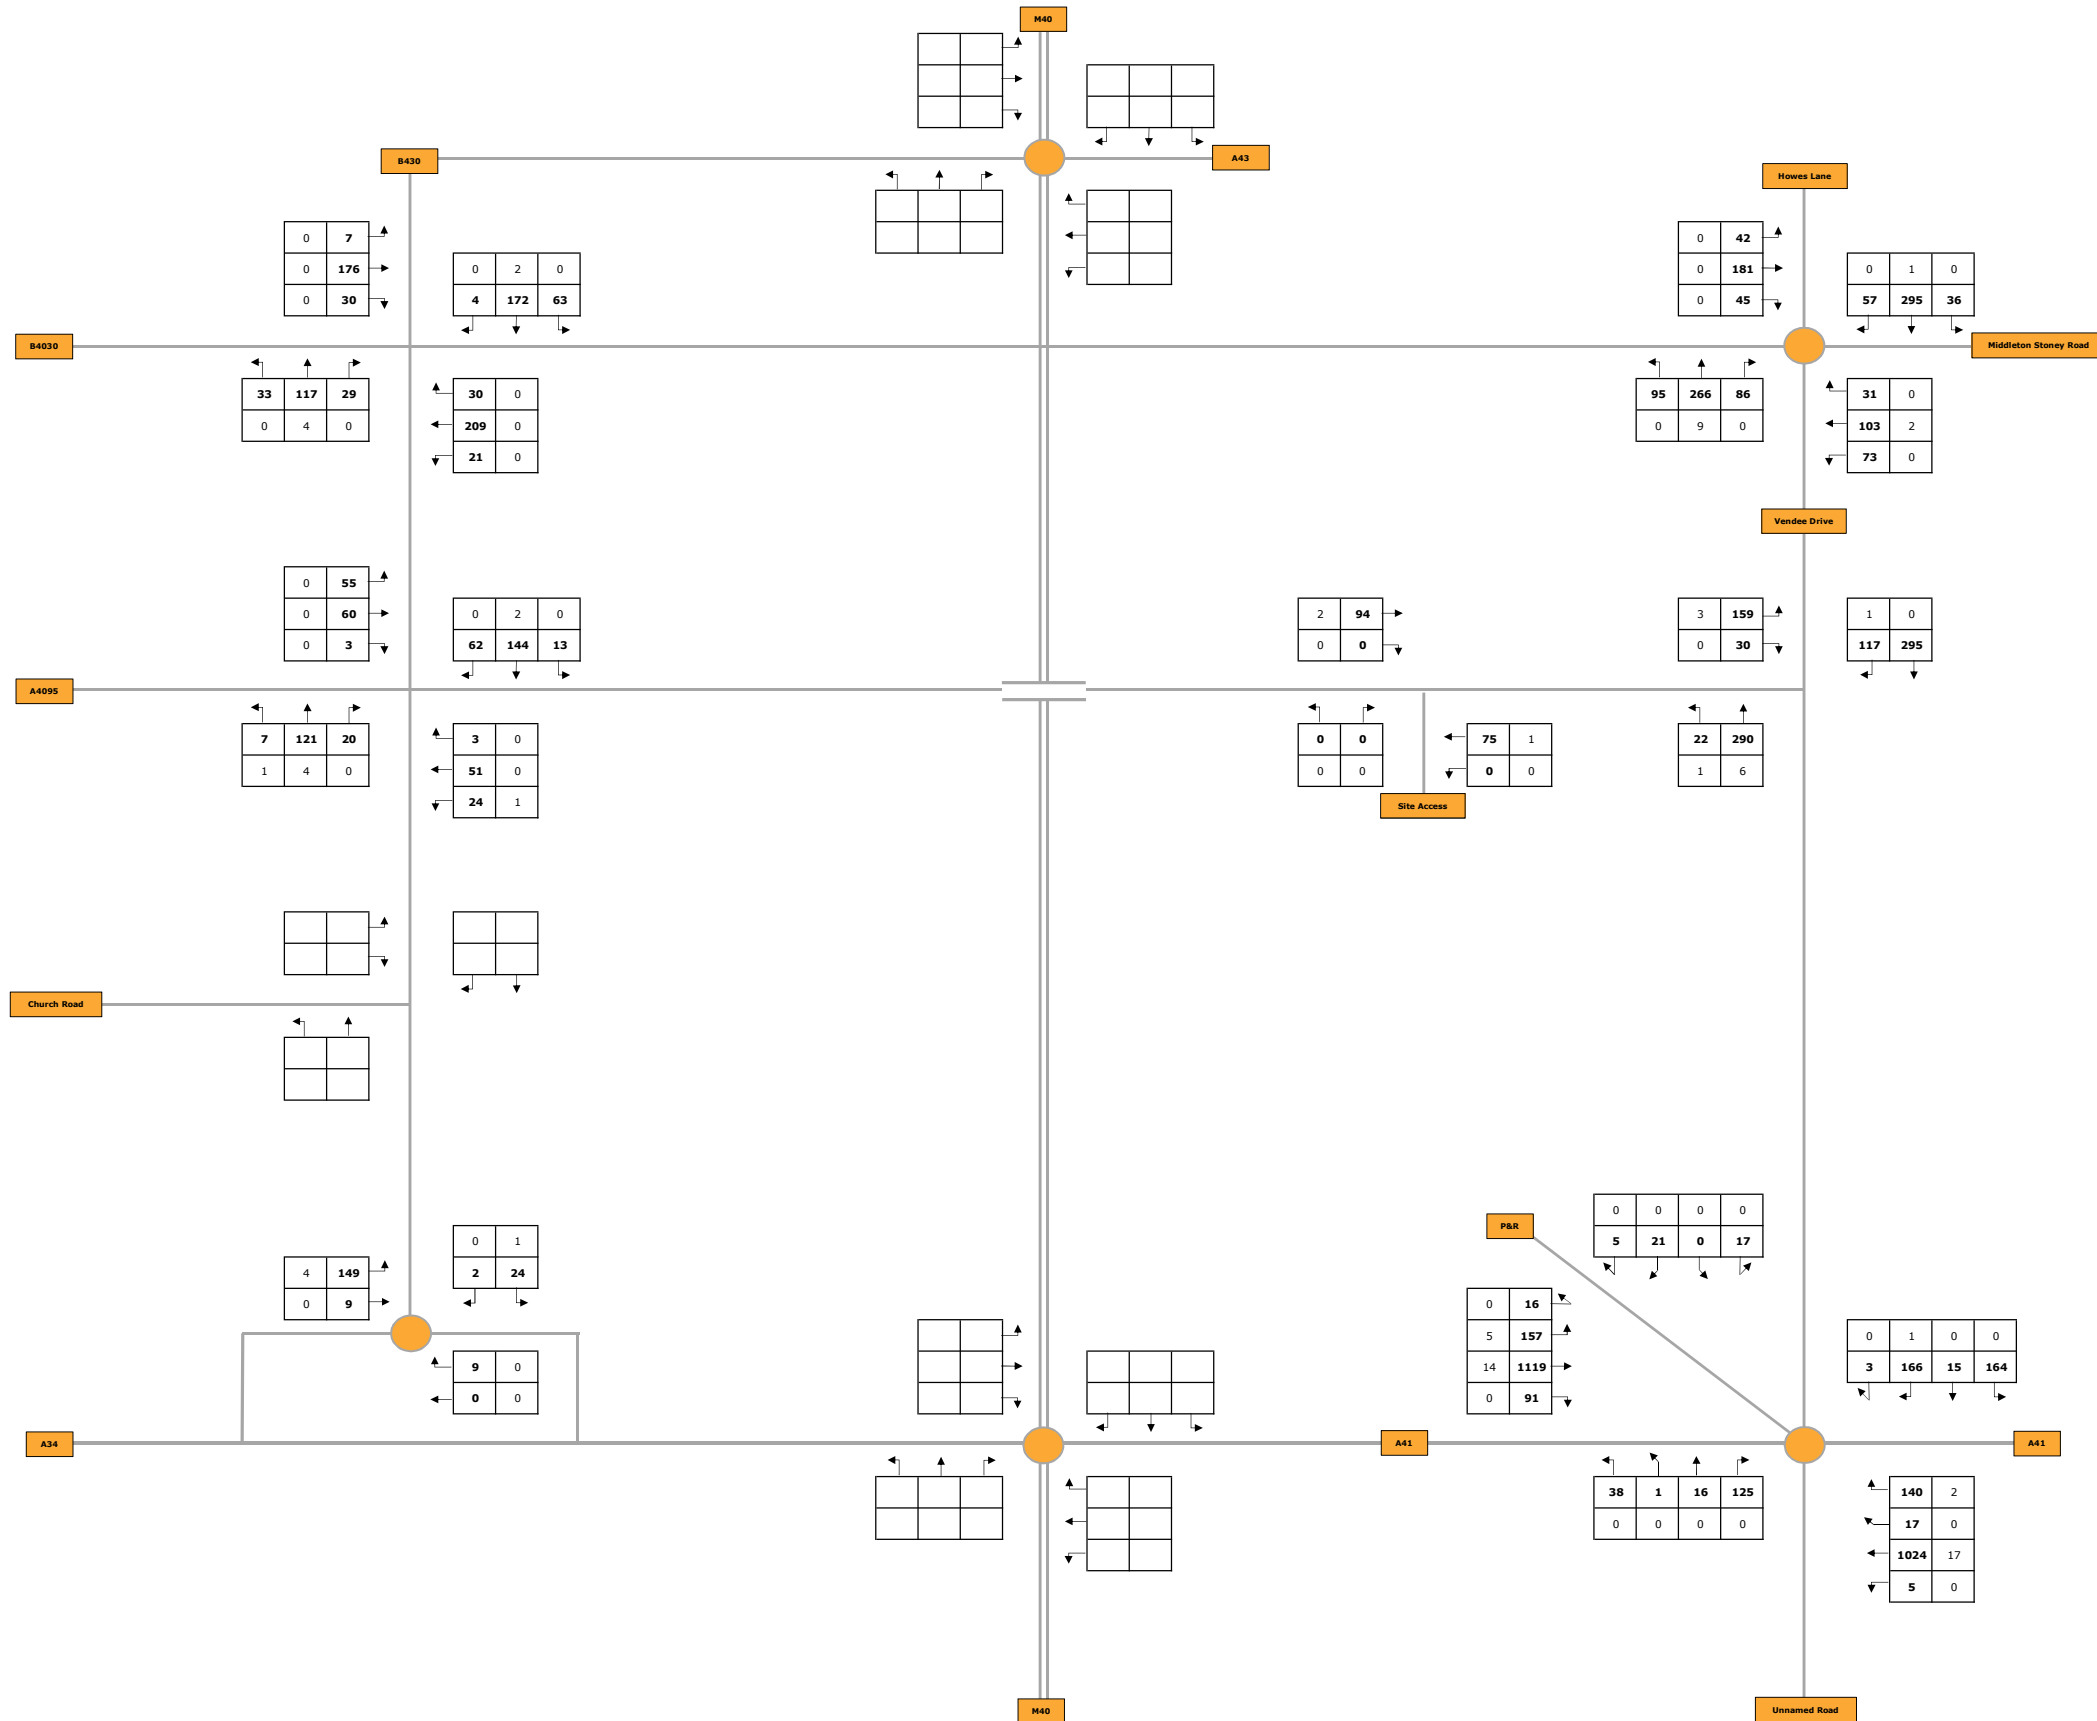 M40
B430
A43
Howes Lane
0 7
0 176
0 30
0 2 0
4 172 63
0 42
0 181
0 45
0 1 0
57 295 36
B4030
Middleton Stoney Road
33 117 29
0 4 0
30 0
209 0
21 0
95 266 86
0 9 0
31 0
103 2
73 0
Vendee Drive
0 55
0 60
0 3
0 2 0
62 144 13
2 94
0 0
3 159
0 30
1 0
117 295
A4095
7 121 20
1 4 0
3 0
51 0
24 1
0 0
0 0
75 1
0 0
22 290
1 6
Site Access
Church Road
P&R
0 0 0 0
5 21 0 17
4 149
0 9
0 1
2 24
0 16
5 157
14 1119
0 91
0 1 0 0
3 166 15 164
9 0
0 0
A34
A41
A41
38 1 16 125
0 0 0 0
140 2
17 0
1024 17
5 0
M40
Unnamed Road